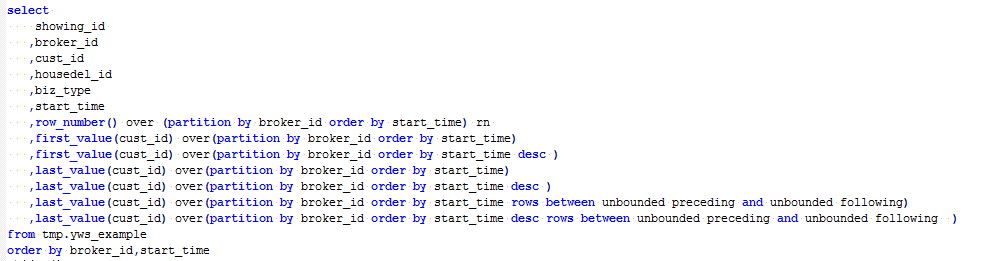 select
showing_id
,broker_id
,cust_id
,housedel_id
,biz_type
,start_time
,row_number() over (partition by broker_id order by start_time) rn
,first_value(cust_id) over(partition by broker_id order by start_time)
,first_value(cust_id) over(partition by broker_id order by start_time desc )
,last_value(cust_id) over(partition by broker_id order by start_time)
,last_value(cust_id) over(partition by broker_id order by start_time desc )
,last_value(cust_id) over(partition by broker_id order by start_time rows between unbounded preceding and unbounded following)
,last_value(cust_id) over(partition by broker_id order by start_time desc rows between unbounded preceding and unbounded following )
from tmp.yws_example
order by broker_id,start_time